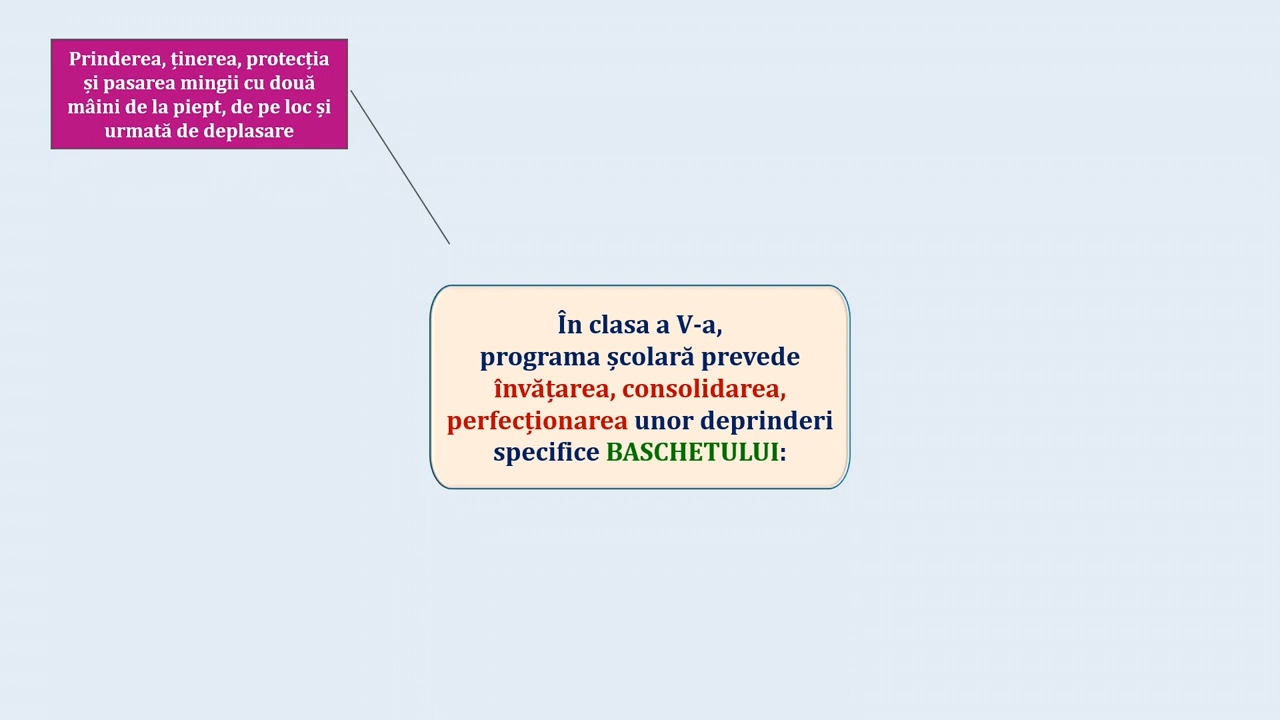 Prinderea, ținerea, protecția
și pasarea mingii cu două
mâini de la piept, de pe loc și
urmată de deplasare
În clasa a V-a,
programa școlară prevede
învățarea, consolidarea,
perfecționarea unor deprinderi
specifice BASCHETULUI: